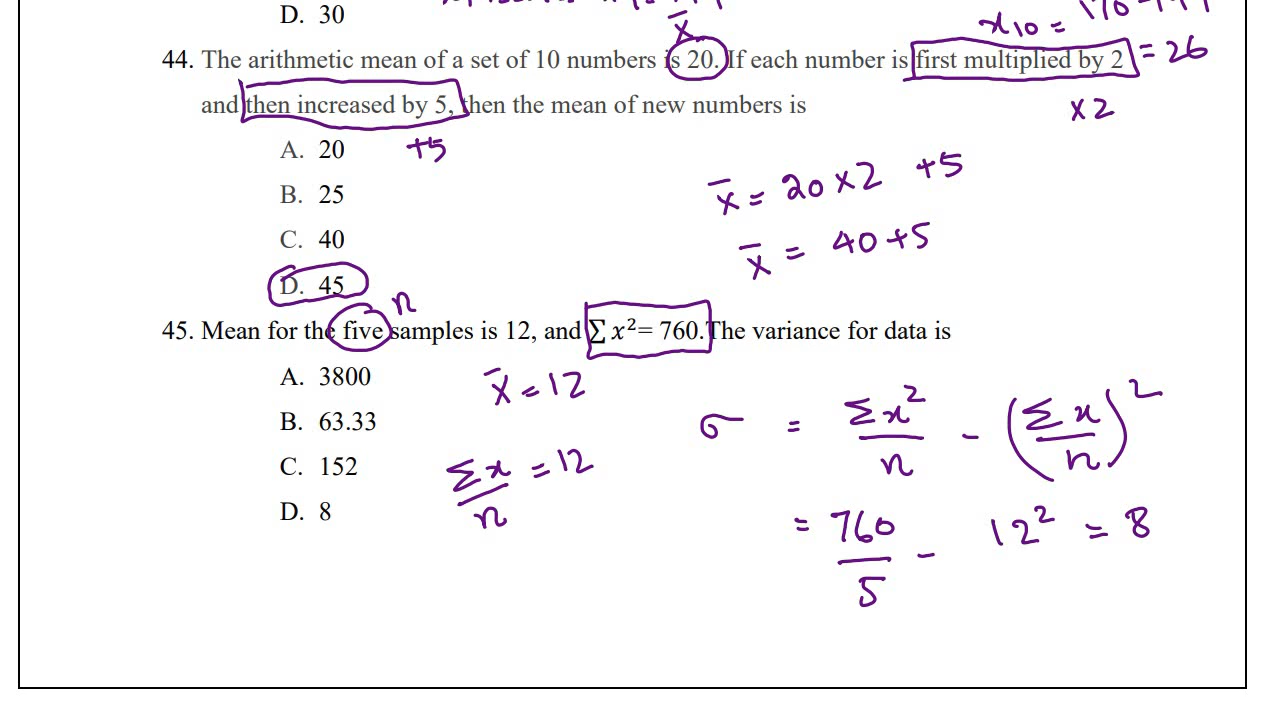 D. 30
x̄
x10 =
= 26
44. The arithmetic mean of a set of 10 numbers is 20. If each number is first multiplied by 2
×2
and then increased by 5, then the mean of new numbers is
+5
A. 20
B. 25
C. 40
D. 45
x̄ = 20×2 +5
x̄ = 40+5
n
45. Mean for the five samples is 12, and ∑ x²= 760. The variance for data is
A. 3800
B. 63.33
C. 152
D. 8
x̄ = 12
Σx/n = 12
σ = Σx²/n - (Σx/n)²
= 760/5 - 12² = 8